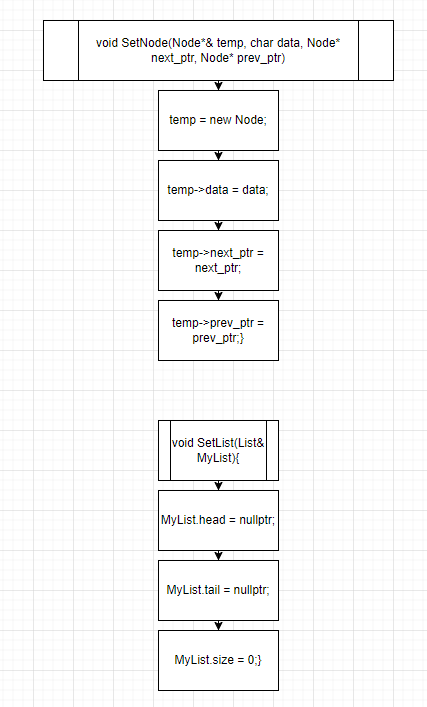 void SetNode(Node*& temp, char data, Node*
next_ptr, Node* prev_ptr)
temp = new Node;
temp->data = data;
temp->next_ptr =
next_ptr;
temp->prev_ptr =
prev_ptr;}
void SetList(List&
MyList){
MyList.head = nullptr;
MyList.tail = nullptr;
MyList.size = 0;}